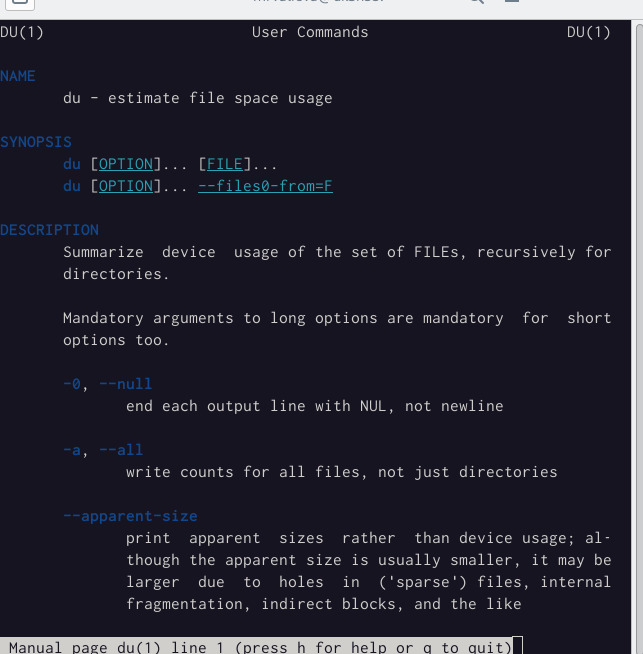 DU(1) User Commands DU(1)
NAME
du - estimate file space usage
SYNOPSIS
du [OPTION]... [FILE]...
du [OPTION]... --files0-from=F
DESCRIPTION
Summarize device usage of the set of FILEs, recursively for
directories.
Mandatory arguments to long options are mandatory for short
options too.
-0, --null
end each output line with NUL, not newline
-a, --all
write counts for all files, not just directories
--apparent-size
print apparent sizes rather than device usage; al-
though the apparent size is usually smaller, it may be
larger due to holes in ('sparse') files, internal
fragmentation, indirect blocks, and the like
Manual page du(1) line 1 (press h for help or q to quit)